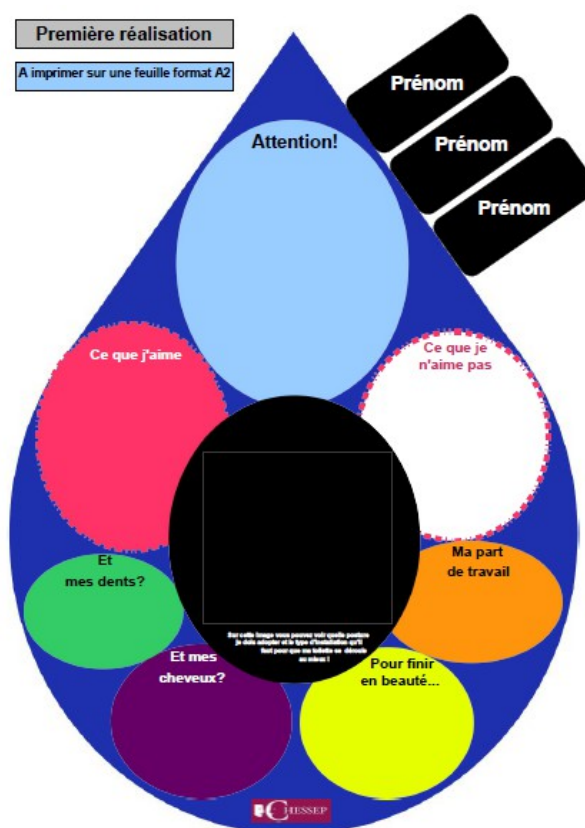 Première réalisation
A imprimer sur une feuille format A2
Prénom
Prénom
Prénom
Attention!
Ce que j'aime
Ce que je
n'aime pas
Et
mes dents?
Ma part
de travail
Et mes
cheveux?
Pour finir
en beauté...
Sur cette image vous pouvez voir quelle posture
je dois adopter et le type d'installation qu'il
faut pour que ma toilette se déroule
au mieux !
CHESSEP